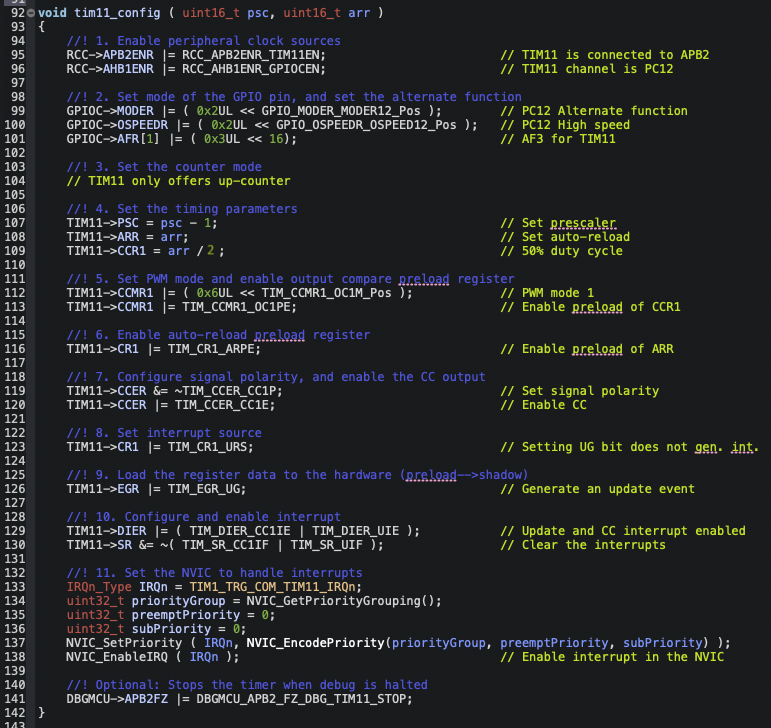 92 void tim11_config ( uint16_t psc, uint16_t arr )
93 {
94 //! 1. Enable peripheral clock sources
95 RCC->APB2ENR |= RCC_APB2ENR_TIM11EN; // TIM11 is connected to APB2
96 RCC->AHB1ENR |= RCC_AHB1ENR_GPIOCEN; // TIM11 channel is PC12
97
98 //! 2. Set mode of the GPIO pin, and set the alternate function
99 GPIOC->MODER |= ( 0x2UL << GPIO_MODER_MODER12_Pos ); // PC12 Alternate function
100 GPIOC->OSPEEDR |= ( 0x2UL << GPIO_OSPEEDR_OSPEED12_Pos ); // PC12 High speed
101 GPIOC->AFR[1] |= ( 0x3UL << 16); // AF3 for TIM11
102
103 //! 3. Set the counter mode
104 // TIM11 only offers up-counter
105
106 //! 4. Set the timing parameters
107 TIM11->PSC = psc - 1; // Set prescaler
108 TIM11->ARR = arr; // Set auto-reload
109 TIM11->CCR1 = arr / 2 ; // 50% duty cycle
110
111 //! 5. Set PWM mode and enable output compare preload register
112 TIM11->CCMR1 |= ( 0x6UL << TIM_CCMR1_OC1M_Pos ); // PWM mode 1
113 TIM11->CCMR1 |= TIM_CCMR1_OC1PE; // Enable preload of CCR1
114
115 //! 6. Enable auto-reload preload register
116 TIM11->CR1 |= TIM_CR1_ARPE; // Enable preload of ARR
117
118 //! 7. Configure signal polarity, and enable the CC output
119 TIM11->CCER &= ~TIM_CCER_CC1P; // Set signal polarity
120 TIM11->CCER |= TIM_CCER_CC1E; // Enable CC
121
122 //! 8. Set interrupt source
123 TIM11->CR1 |= TIM_CR1_URS; // Setting UG bit does not gen. int.
124
125 //! 9. Load the register data to the hardware (preload-->shadow)
126 TIM11->EGR |= TIM_EGR_UG; // Generate an update event
127
128 //! 10. Configure and enable interrupt
129 TIM11->DIER |= ( TIM_DIER_CC1IE | TIM_DIER_UIE ); // Update and CC interrupt enabled
130 TIM11->SR &= ~( TIM_SR_CC1IF | TIM_SR_UIF ); // Clear the interrupts
131
132 //! 11. Set the NVIC to handle interrupts
133 IRQn_Type IRQn = TIM1_TRG_COM_TIM11_IRQn;
134 uint32_t priorityGroup = NVIC_GetPriorityGrouping();
135 uint32_t preemptPriority = 0;
136 uint32_t subPriority = 0;
137 NVIC_SetPriority ( IRQn, NVIC_EncodePriority(priorityGroup, preemptPriority, subPriority) );
138 NVIC_EnableIRQ ( IRQn ); // Enable interrupt in the NVIC
139
140 //! Optional: Stops the timer when debug is halted
141 DBGMCU->APB2FZ |= DBGMCU_APB2_FZ_DBG_TIM11_STOP;
142 }